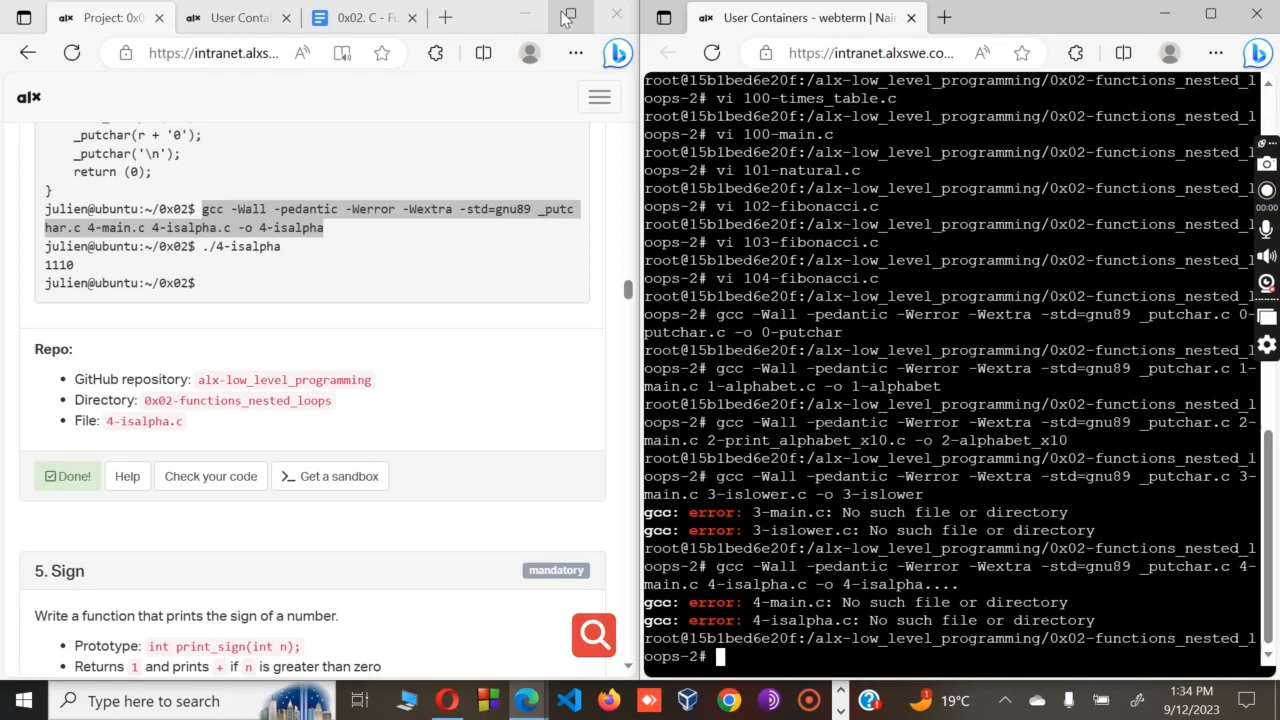 Project: 0x0
User Contai
0x02. C - Fu
https://intranet.alxs...
alx
_putchar(r + '0');
_putchar('\n');
return (0);
}
julien@ubuntu:~/0x02$ gcc -Wall -pedantic -Werror -Wextra -std=gnu89 _putc
har.c 4-main.c 4-isalpha.c -o 4-isalpha
julien@ubuntu:~/0x02$ ./4-isalpha
1110
julien@ubuntu:~/0x02$
Repo:
GitHub repository: alx-low_level_programming
Directory: 0x02-functions_nested_loops
File: 4-isalpha.c
Done!
Help
Check your code
Get a sandbox
5. Sign
mandatory
Write a function that prints the sign of a number.
Prototype: int print_sign(int n);
Returns 1 and prints + if n is greater than zero
User Containers - webterm | Nair
https://intranet.alxswe.co...
root@15b1bed6e20f:/alx-low_level_programming/0x02-functions_nested_l
oops-2# vi 100-times_table.c
root@15b1bed6e20f:/alx-low_level_programming/0x02-functions_nested_l
oops-2# vi 100-main.c
root@15b1bed6e20f:/alx-low_level_programming/0x02-functions_nested_l
oops-2# vi 101-natural.c
root@15b1bed6e20f:/alx-low_level_programming/0x02-functions_nested_l
oops-2# vi 102-fibonacci.c
root@15b1bed6e20f:/alx-low_level_programming/0x02-functions_nested_l
oops-2# vi 103-fibonacci.c
root@15b1bed6e20f:/alx-low_level_programming/0x02-functions_nested_l
oops-2# vi 104-fibonacci.c
root@15b1bed6e20f:/alx-low_level_programming/0x02-functions_nested_l
oops-2# gcc -Wall -pedantic -Werror -Wextra -std=gnu89 _putchar.c 0-
putchar.c -o 0-putchar
root@15b1bed6e20f:/alx-low_level_programming/0x02-functions_nested_l
oops-2# gcc -Wall -pedantic -Werror -Wextra -std=gnu89 _putchar.c 1-
main.c 1-alphabet.c -o 1-alphabet
root@15b1bed6e20f:/alx-low_level_programming/0x02-functions_nested_l
oops-2# gcc -Wall -pedantic -Werror -Wextra -std=gnu89 _putchar.c 2-
main.c 2-print_alphabet_x10.c -o 2-alphabet_x10
root@15b1bed6e20f:/alx-low_level_programming/0x02-functions_nested_l
oops-2# gcc -Wall -pedantic -Werror -Wextra -std=gnu89 _putchar.c 3-
main.c 3-islower.c -o 3-islower
gcc: error: 3-main.c: No such file or directory
gcc: error: 3-islower.c: No such file or directory
root@15b1bed6e20f:/alx-low_level_programming/0x02-functions_nested_l
oops-2# gcc -Wall -pedantic -Werror -Wextra -std=gnu89 _putchar.c 4-
main.c 4-isalpha.c -o 4-isalpha....
gcc: error: 4-main.c: No such file or directory
gcc: error: 4-isalpha.c: No such file or directory
root@15b1bed6e20f:/alx-low_level_programming/0x02-functions_nested_l
oops-2#
00:00
Type here to search
19°C
1:34 PM
9/12/2023